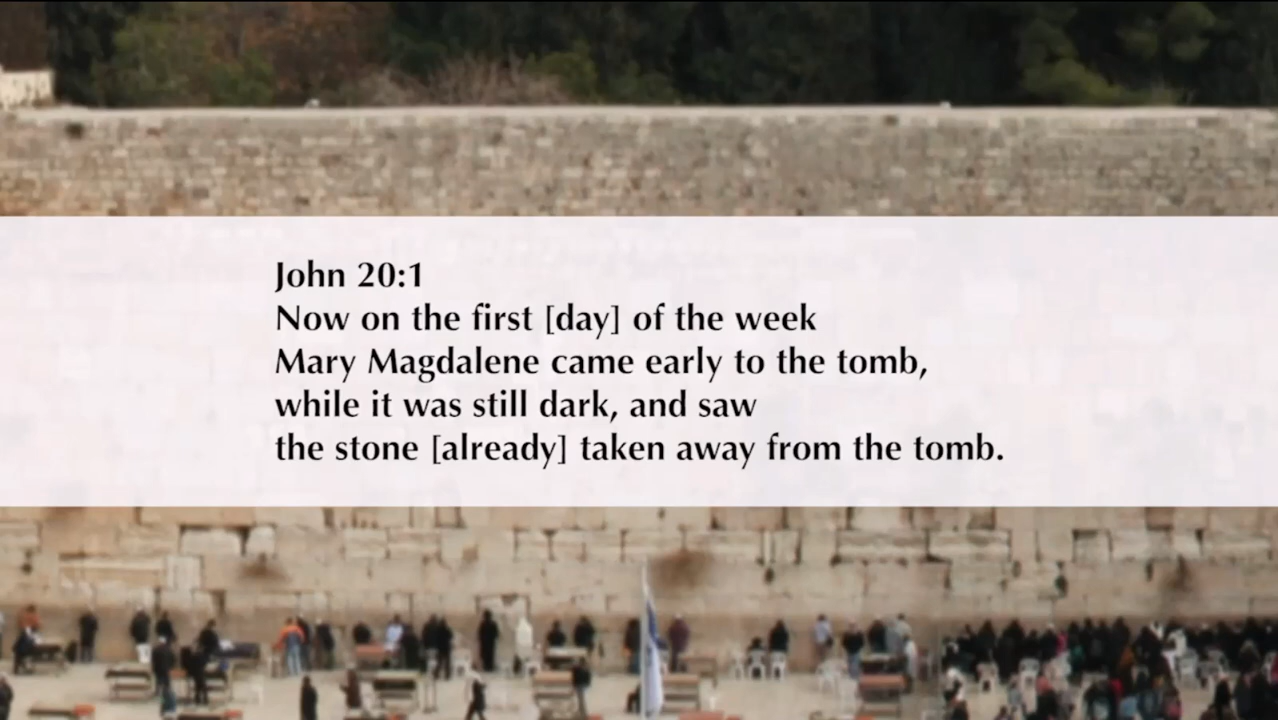 John 20:1
Now on the first [day] of the week
Mary Magdalene came early to the tomb,
while it was still dark, and saw
the stone [already] taken away from the tomb.